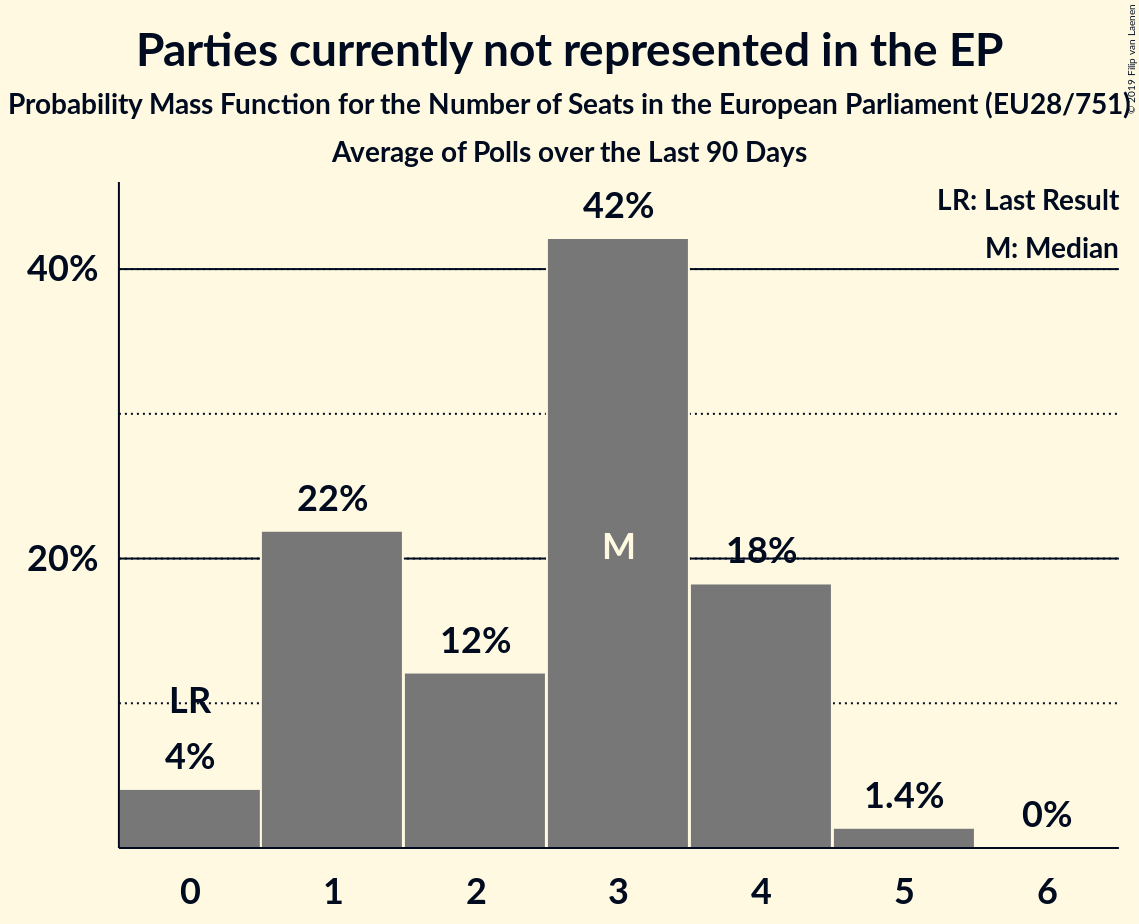 Parties currently not represented in the EP
Probability Mass Function for the Number of Seats in the European Parliament (EU28/751)
Average of Polls over the Last 90 Days
© 2019 Filip van Laenen
LR: Last Result
M: Median
42%
40%
22%
M
20%
18%
12%
LR
4%
1.4%
0%
0 1 2 3 4 5 6